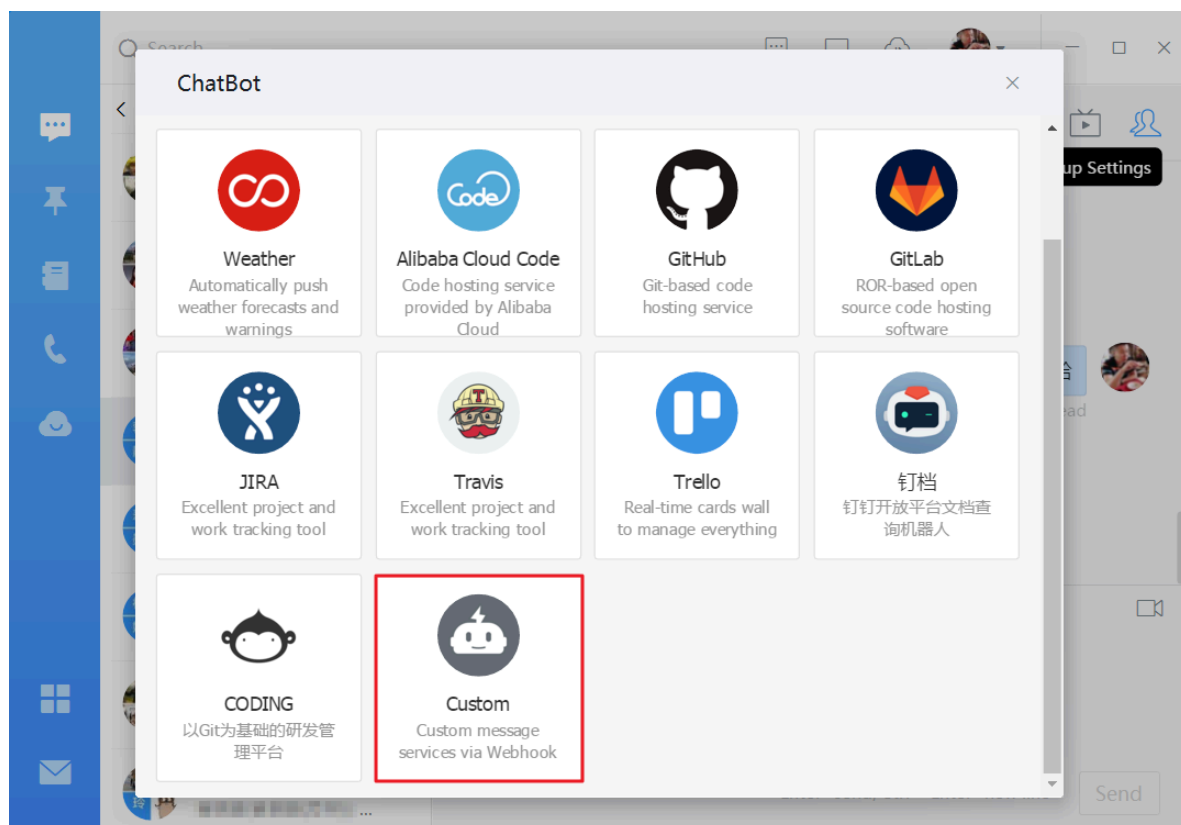 Search
ChatBot
up Settings
Weather
Automatically push
weather forecasts and
warnings
Code
Alibaba Cloud Code
Code hosting service
provided by Alibaba
Cloud
GitHub
Git-based code
hosting service
GitLab
ROR-based open
source code hosting
software
JIRA
Excellent project and
work tracking tool
T
Travis
Excellent project and
work tracking tool
Trello
Real-time cards wall
to manage everything
钉档
钉钉开放平台文档查
询机器人
ead
CODING
以Git为基础的研发管
理平台
Custom
Custom message
services via Webhook
玲
...
Send